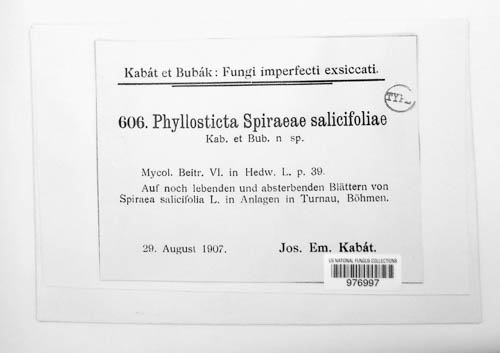 Kabát et Bubák: Fungi imperfecti exsiccati.
TYPE
606. Phyllosticta Spiraeae salicifoliae
Kab. et Bub. n sp.
Mycol. Beitr. VI. in Hedw. L. p. 39.
Auf noch lebenden und absterbenden Blättern von
Spiraea salicifolia L. in Anlagen in Turnau, Böhmen.
29. August 1907.
Jos. Em. Kabát.
US NATIONAL FUNGUS COLLECTIONS
976997